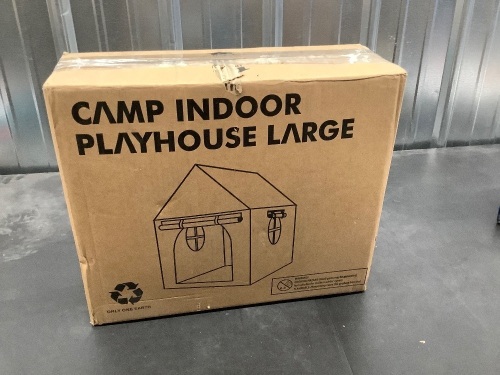 CAMP INDOOR
PLAYHOUSE LARGE
ONLY ONE EARTH